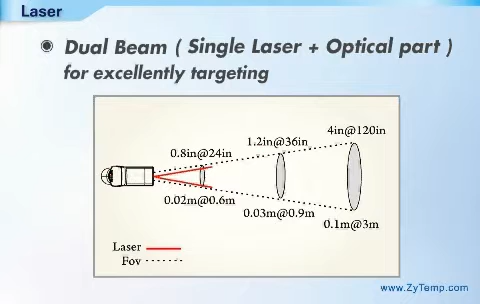 Laser
Dual Beam ( Single Laser + Optical part )
for excellently targeting
0.8in@24in
1.2in@36in
4in@120in
0.02m@0.6m
0.03m@0.9m
0.1m@3m
Laser
Fov
www.ZyTemp.com